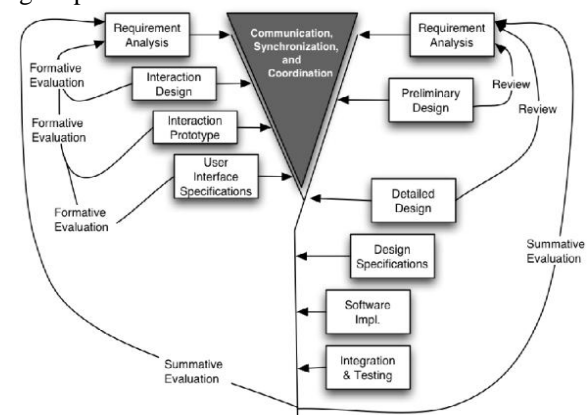 Requirement
Analysis
Communication,
Synchronization,
and
Coordination
Requirement
Analysis
Formative
Evaluation
Interaction
Design
Preliminary
Design
Review
Review
Formative
Evaluation
Interaction
Prototype
User
Interface
Specifications
Formative
Evaluation
Detailed
Design
Design
Specifications
Summative
Evaluation
Software
Impl.
Integration
& Testing
Summative
Evaluation